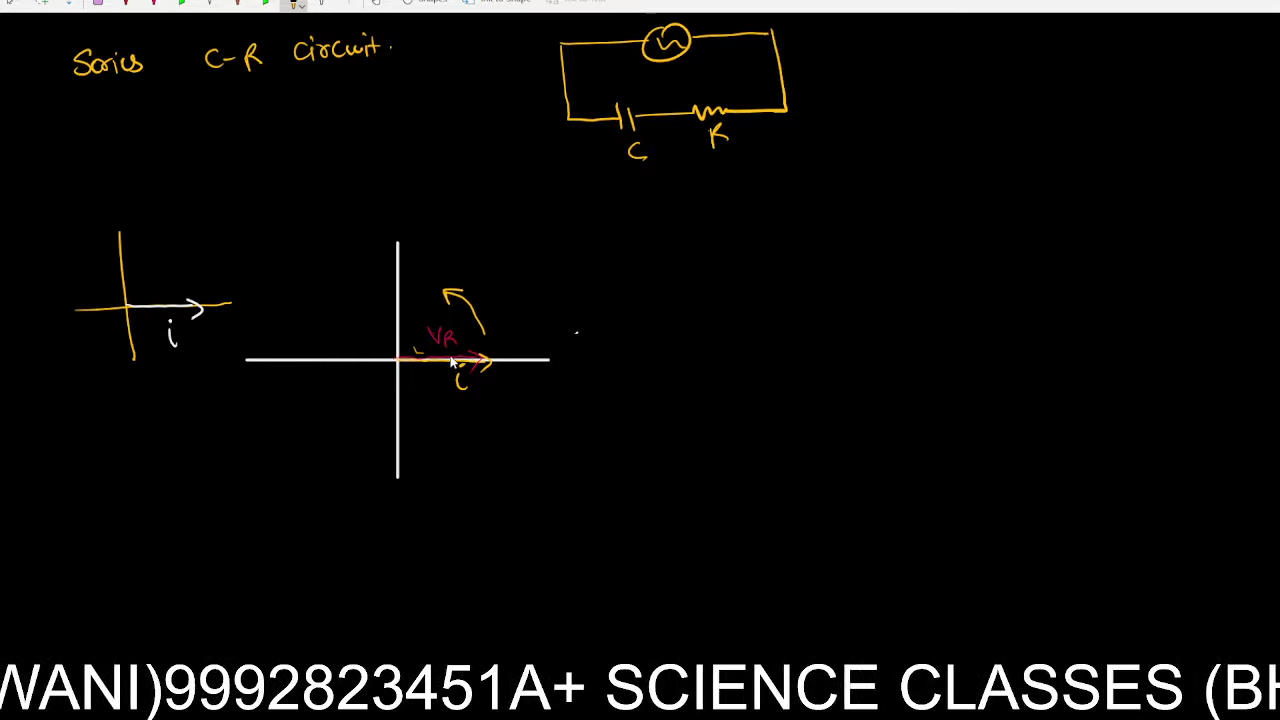 Series C-R Circuit.
C
R
i
VR
i
WANI)9992823451A+ SCIENCE CLASSES (BH